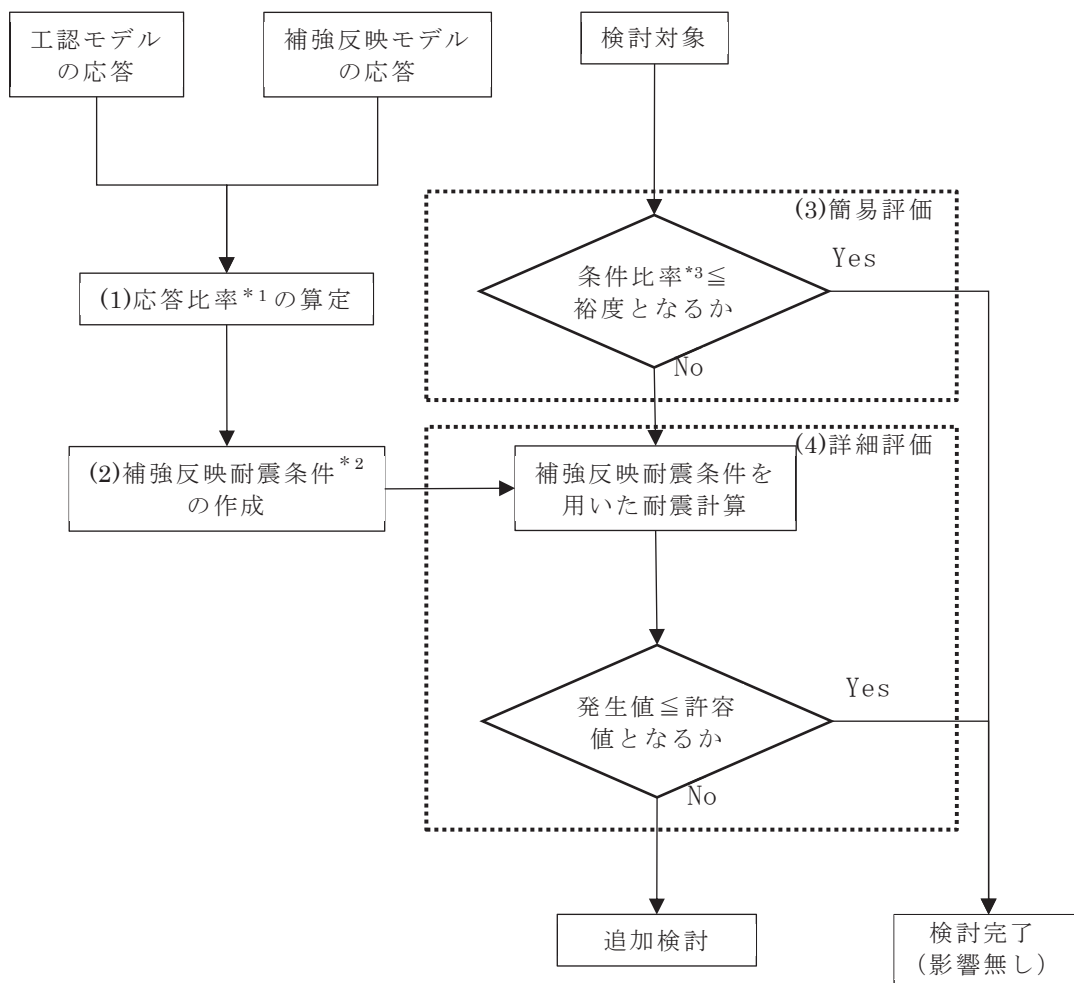 工認モデル
の応答
補強反映モデル
の応答
検討対象
(1)応答比率*1の算定
(2)補強反映耐震条件*2
の作成
(3)簡易評価
条件比率*3≦
裕度となるか
Yes
No
(4)詳細評価
補強反映耐震条件を
用いた耐震計算
発生値≦許容
値となるか
Yes
No
追加検討
検討完了
（影響無し）